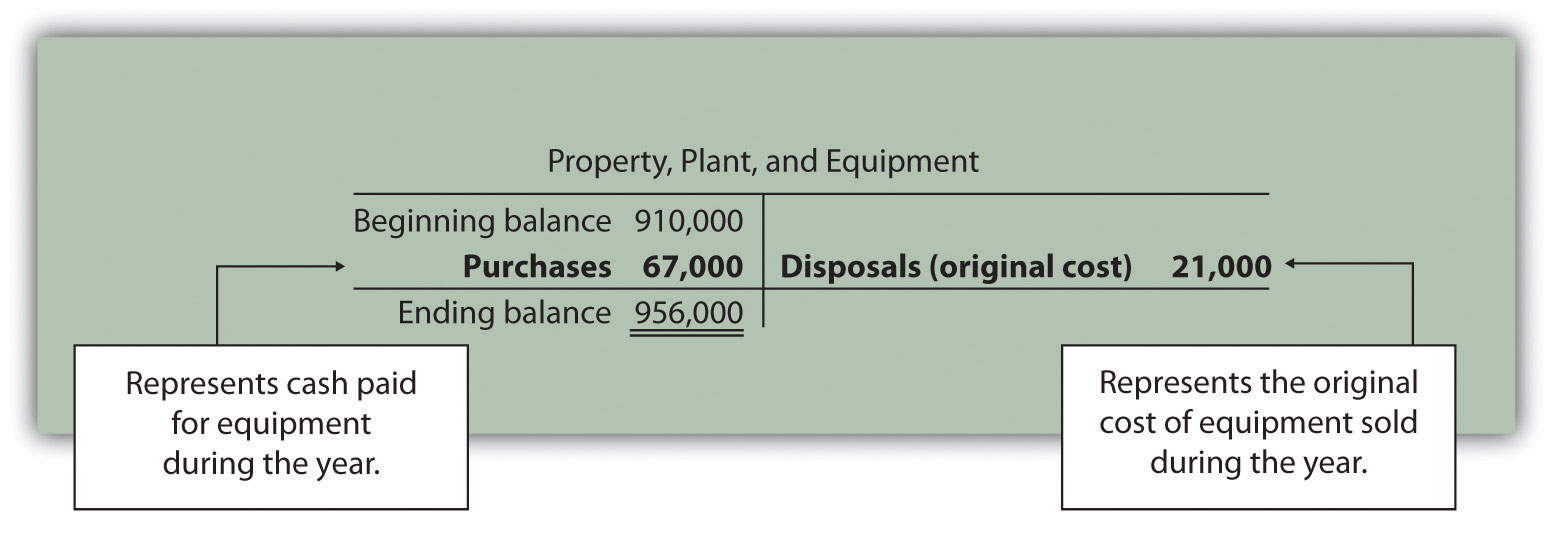 Property, Plant, and Equipment
Beginning balance 910,000
Purchases 67,000 Disposals (original cost) 21,000
Ending balance 956,000
Represents cash paid
for equipment
during the year.
Represents the original
cost of equipment sold
during the year.